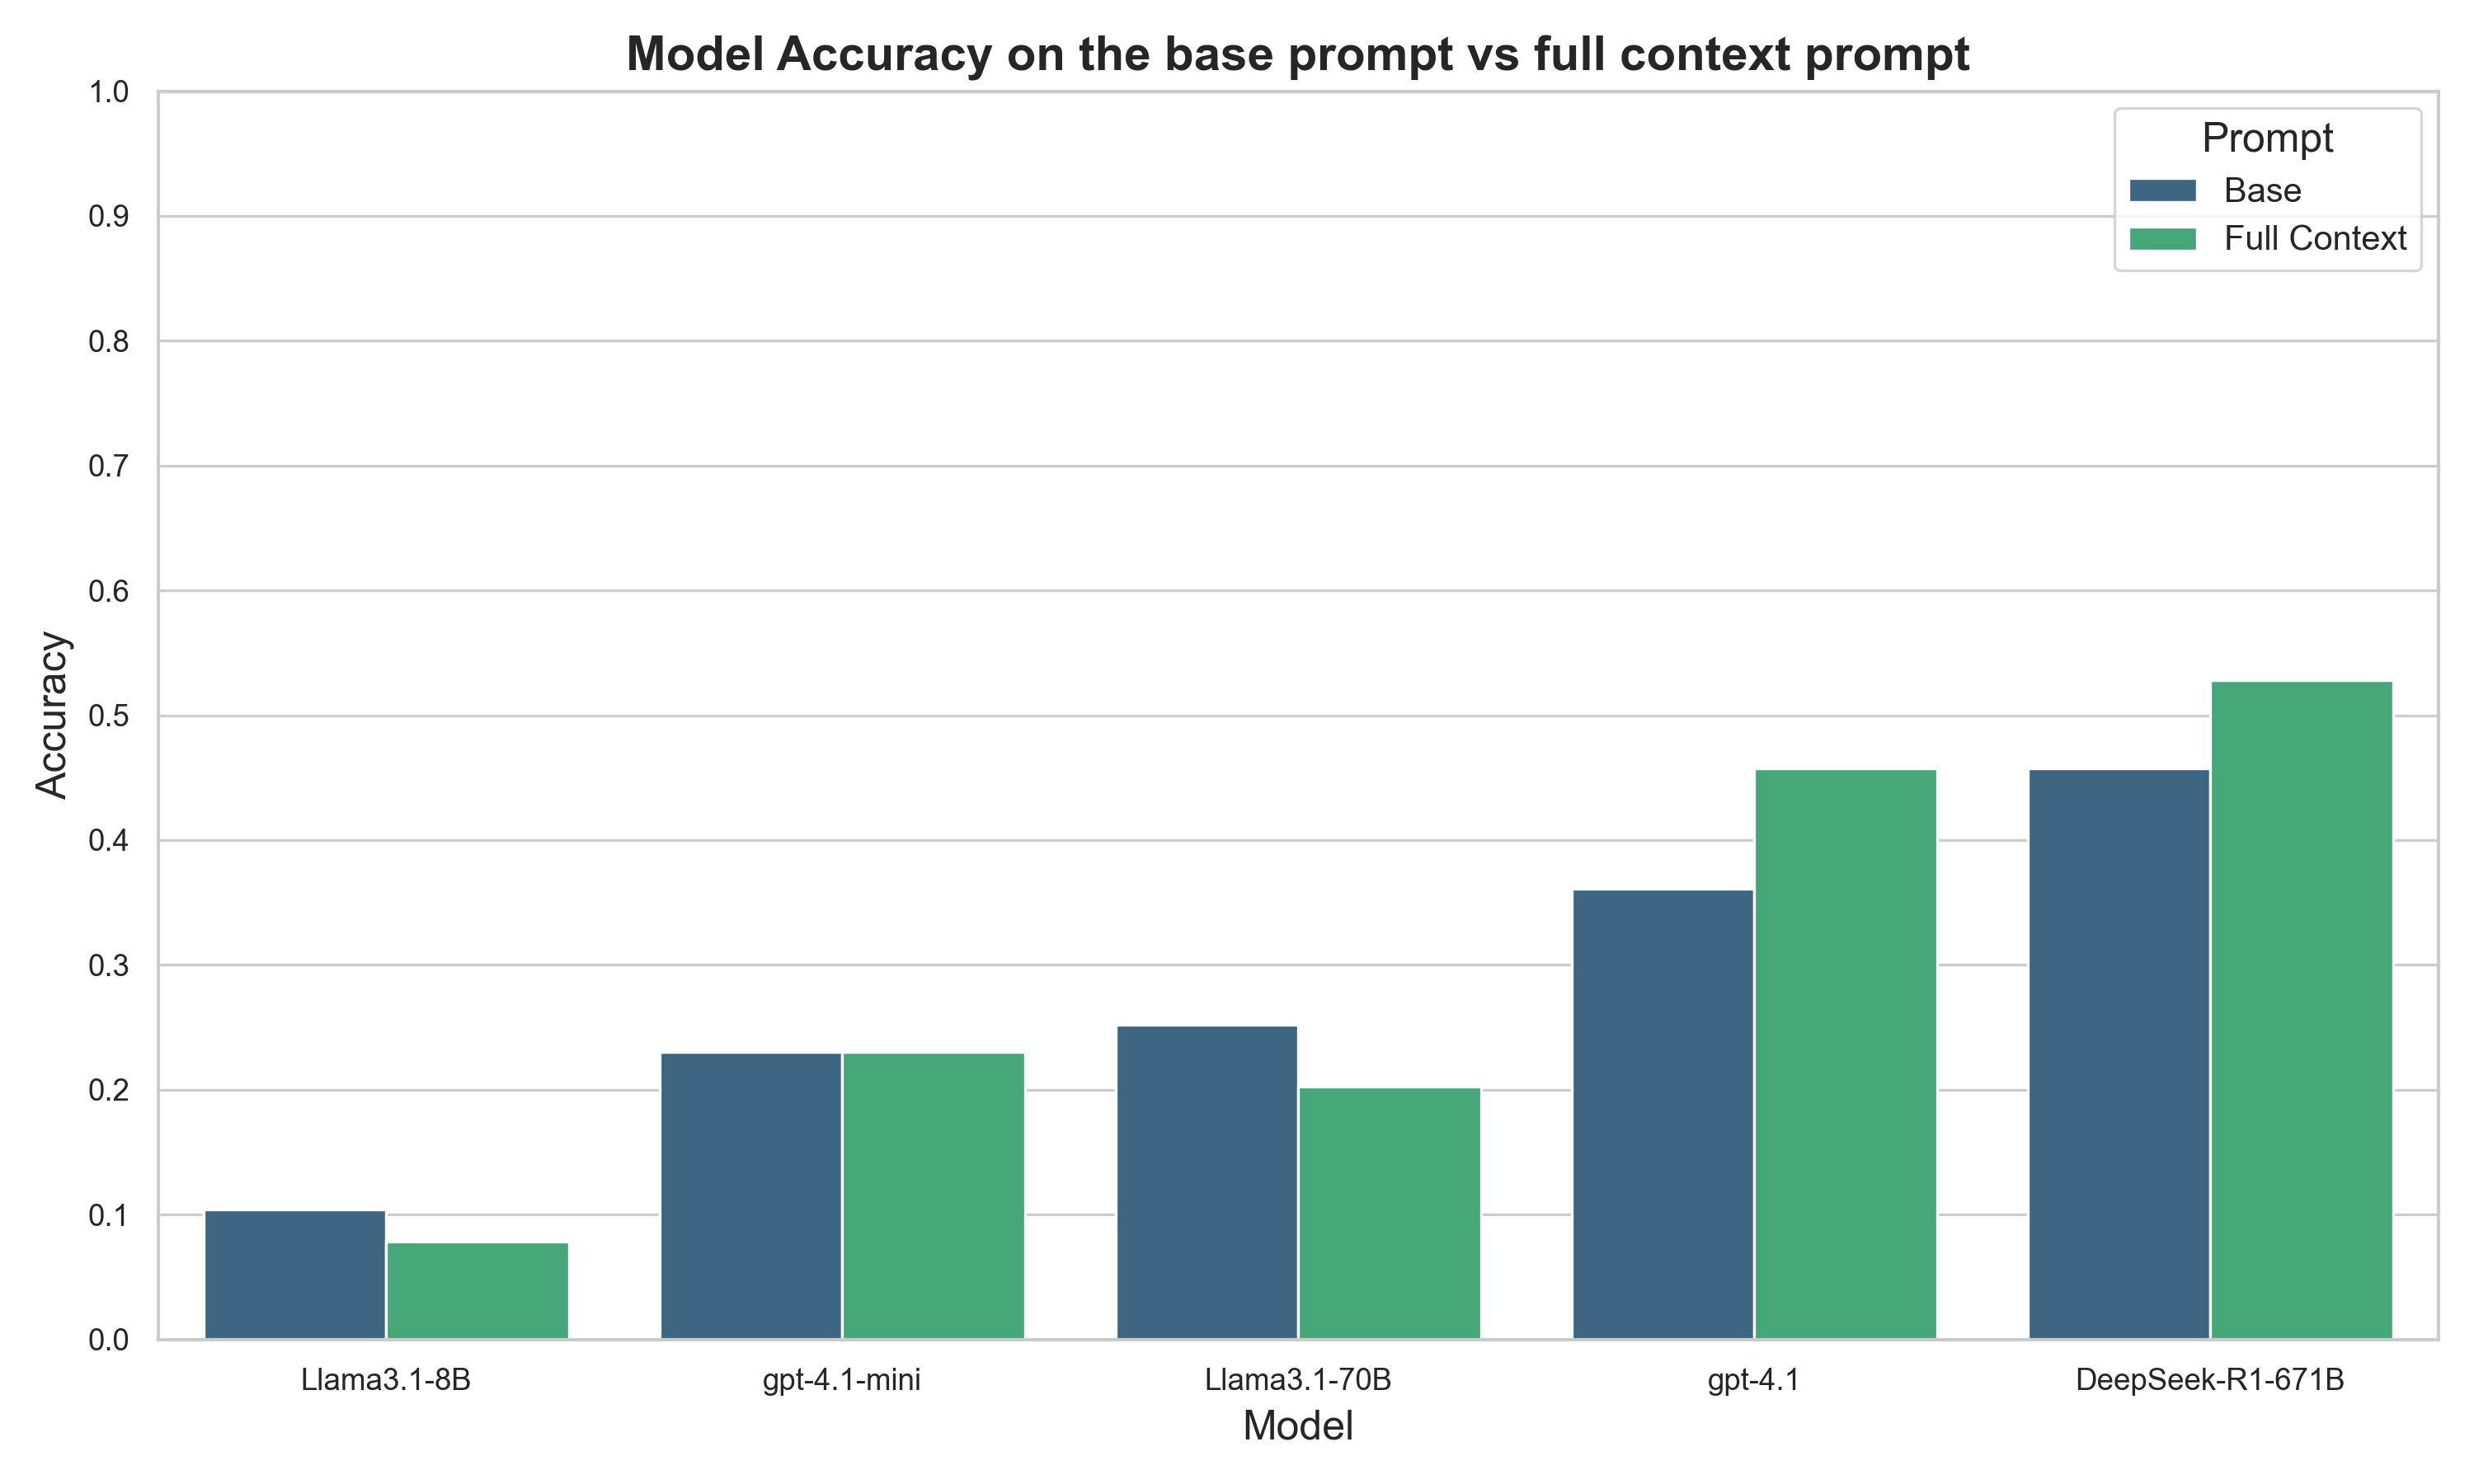 Model Accuracy on the base prompt vs full context prompt
1.0
0.9
0.8
0.7
0.6
0.5
0.4
0.3
0.2
0.1
0.0
Accuracy
Prompt
Base
Full Context
Llama3.1-8B
gpt-4.1-mini
Llama3.1-70B
gpt-4.1
DeepSeek-R1-671B
Model